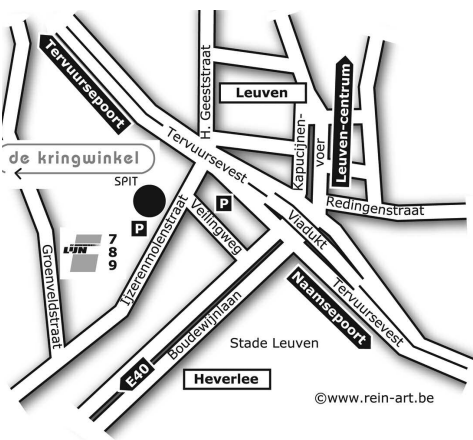 Tervuursepoort
H. Geeststraat
Leuven
Leuven-centrum
Kapucijnen-
voer
Tervuursevest
de kringwinkel
SPIT
P
P
Redingenstraat
Viadukt
Veilingweg
Ijzerenmolenstraat
LIJN
7
8
9
Groenveldstraat
Naamsepoort
Tervuursevest
Boudewijnlaan
Stade Leuven
E40
Heverlee
©www.rein-art.be